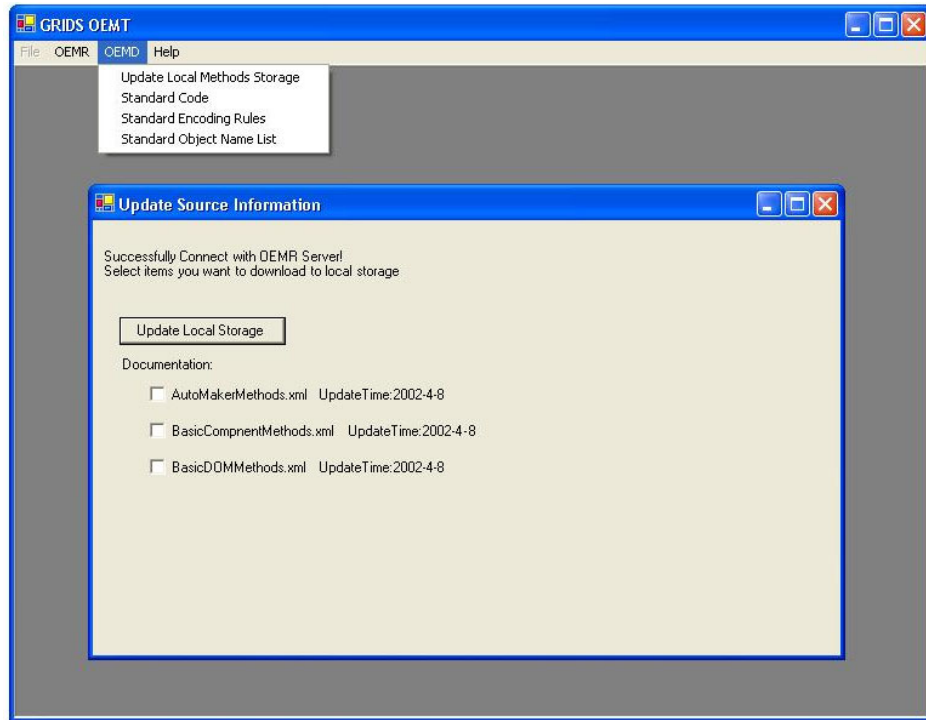 GRIDS OEMT
File OEMR OEMD Help
Update Local Methods Storage
Standard Code
Standard Encoding Rules
Standard Object Name List
Update Source Information
Successfully Connect with OEMR Server!
Select items you want to download to local storage
Update Local Storage
Documentation:
AutoMakerMethods.xml UpdateTime:2002-4-8
BasicCompnentMethods.xml UpdateTime:2002-4-8
BasicDOMMethods.xml UpdateTime:2002-4-8